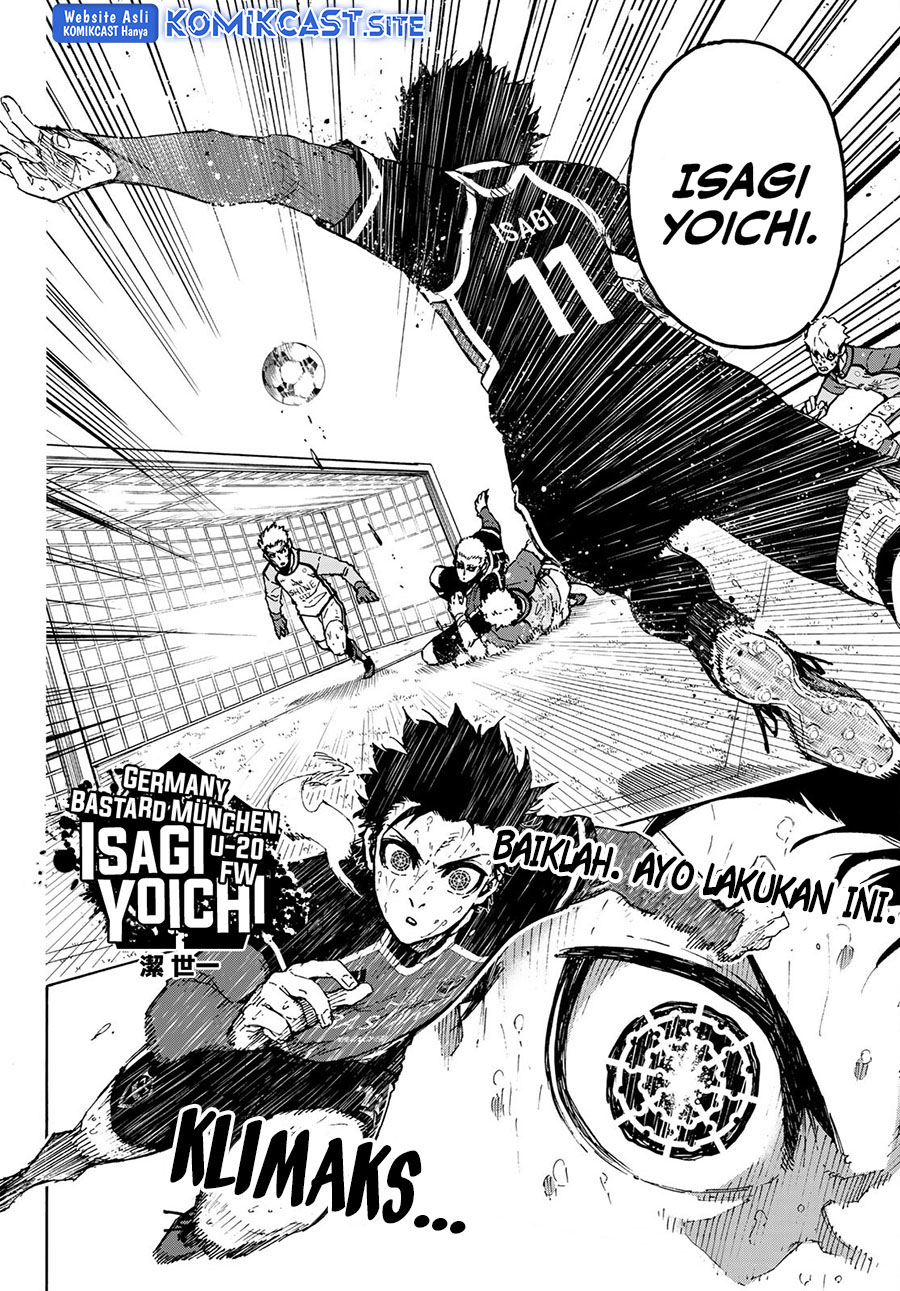 Website Asli
KOMIKCAST Hanya
KOMIKCAST.SITE
ISAGI
YOICHI.
ISAGI
11
GERMANY
BASTARD MÜNCHEN
ISAGI U-20
FW
YOICHI
潔 世一
BAIKLAH. AYO LAKUKAN INI.
KLIMAKS...